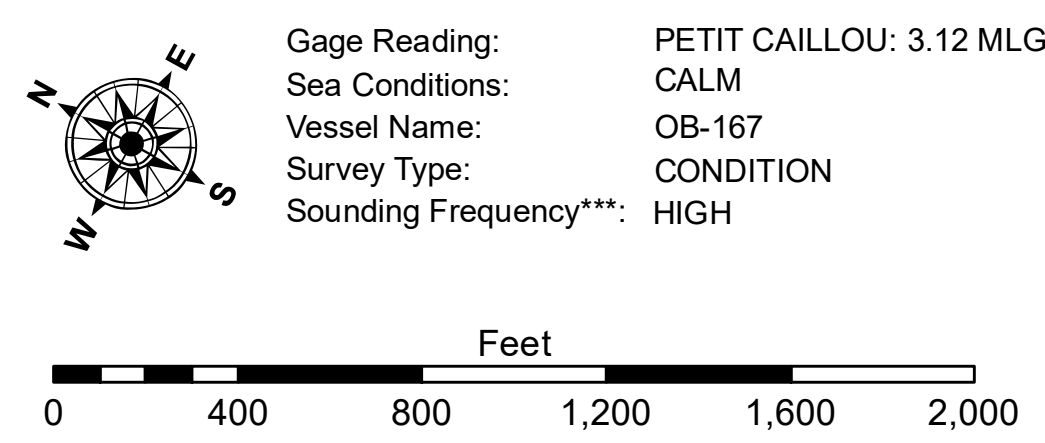 N
E
S
W
Gage Reading: PETIT CAILLOU: 3.12 MLG
Sea Conditions: CALM
Vessel Name: OB-167
Survey Type: CONDITION
Sounding Frequency***: HIGH
Feet
0 400 800 1,200 1,600 2,000